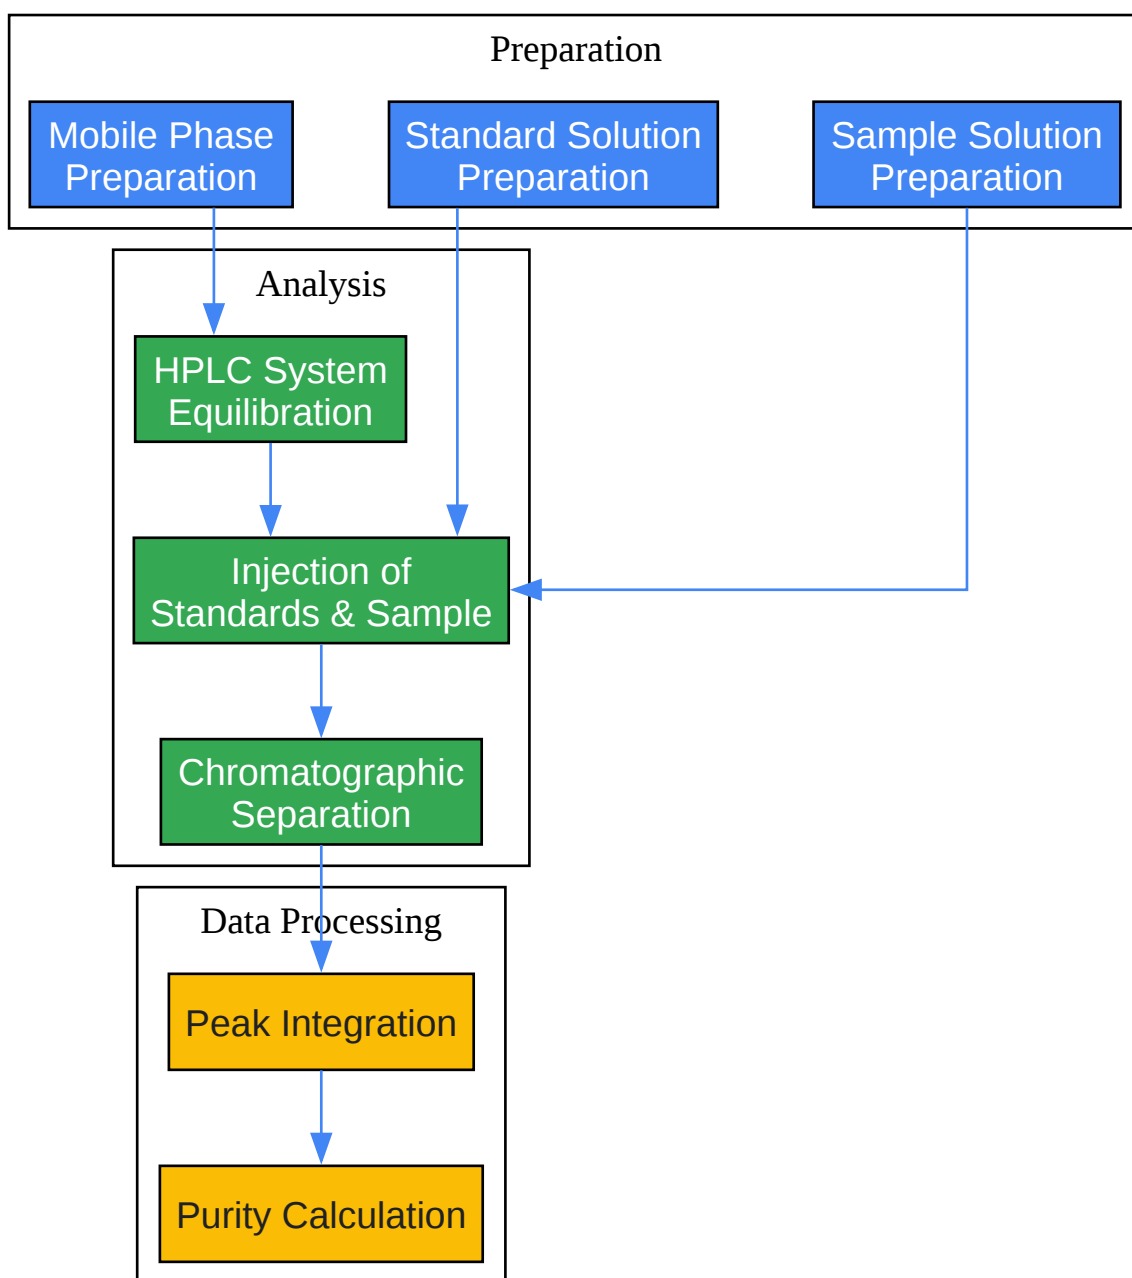 Preparation
Mobile Phase
Preparation
Standard Solution
Preparation
Sample Solution
Preparation
Analysis
HPLC System
Equilibration
Injection of
Standards & Sample
Chromatographic
Separation
Data Processing
Peak Integration
Purity Calculation